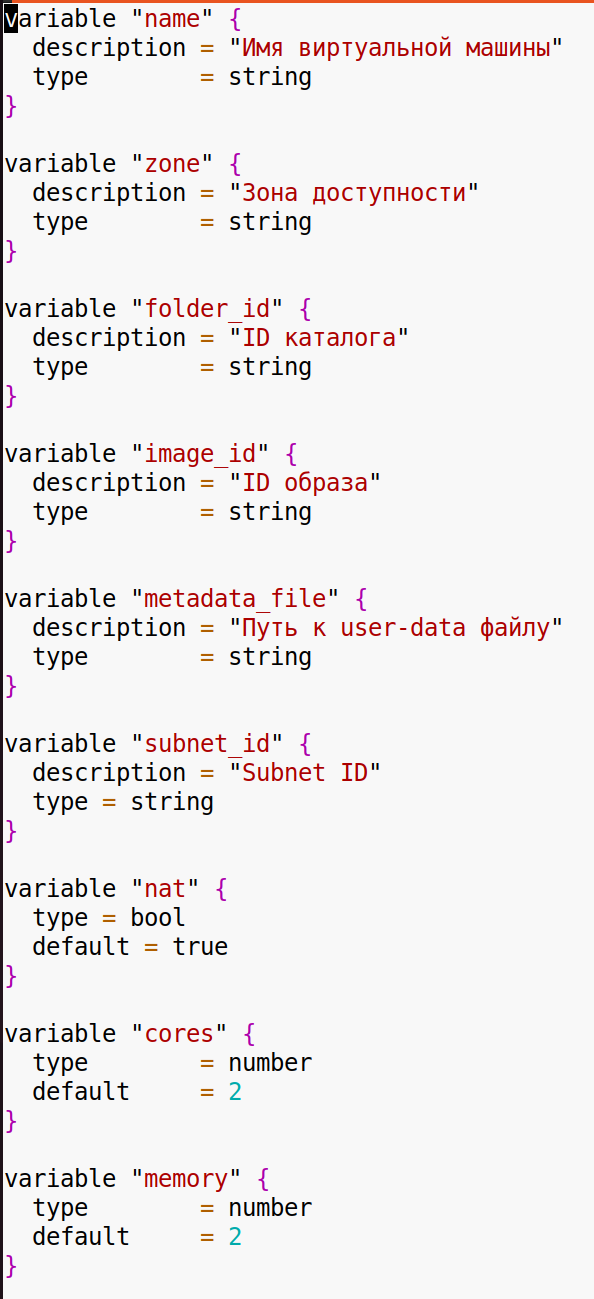 variable "name" {
  description = "Имя виртуальной машины"
  type        = string
}

variable "zone" {
  description = "Зона доступности"
  type        = string
}

variable "folder_id" {
  description = "ID каталога"
  type        = string
}

variable "image_id" {
  description = "ID образа"
  type        = string
}

variable "metadata_file" {
  description = "Путь к user-data файлу"
  type        = string
}

variable "subnet_id" {
  description = "Subnet ID"
  type = string
}

variable "nat" {
  type = bool
  default = true
}

variable "cores" {
  type        = number
  default     = 2
}

variable "memory" {
  type        = number
  default     = 2
}